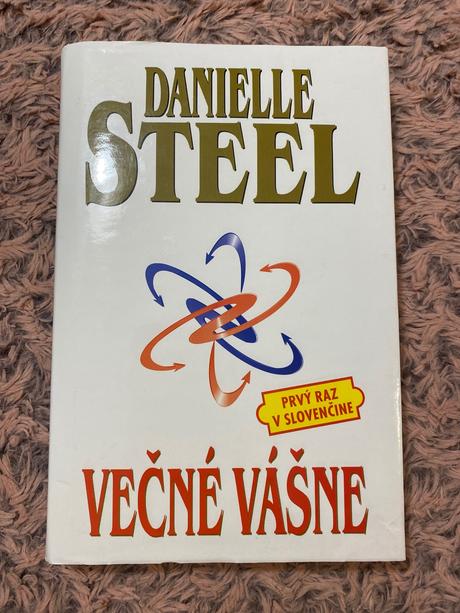 DANIELLE
STEEL
PRVÝ RAZ
V SLOVENČINE
VEČNÉ VÁŠNE